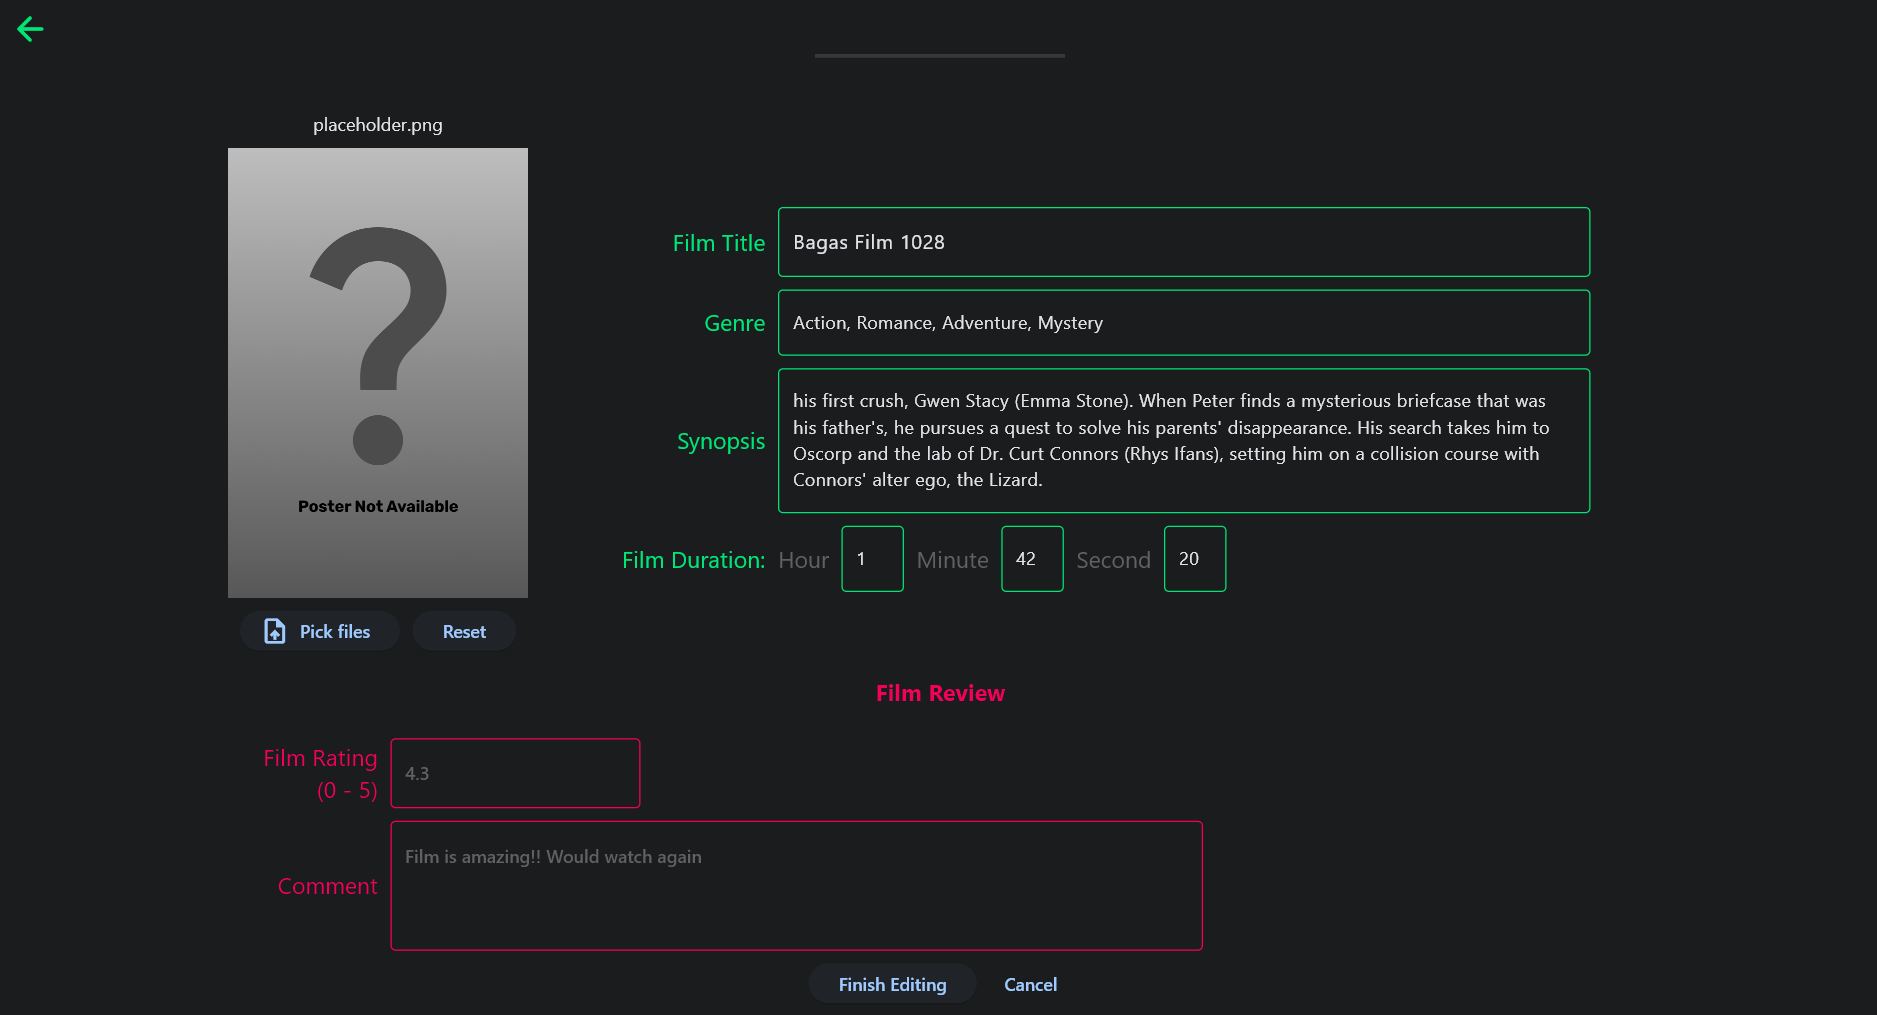 placeholder.png
?
Poster Not Available
Pick files
Reset
Film Title
Bagas Film 1028
Genre
Action, Romance, Adventure, Mystery
Synopsis
his first crush, Gwen Stacy (Emma Stone). When Peter finds a mysterious briefcase that was
his father's, he pursues a quest to solve his parents' disappearance. His search takes him to
Oscorp and the lab of Dr. Curt Connors (Rhys Ifans), setting him on a collision course with
Connors' alter ego, the Lizard.
Film Duration: Hour 1 Minute 42 Second 20
Film Review
Film Rating
(0 - 5)
4.3
Comment
Film is amazing!! Would watch again
Finish Editing
Cancel